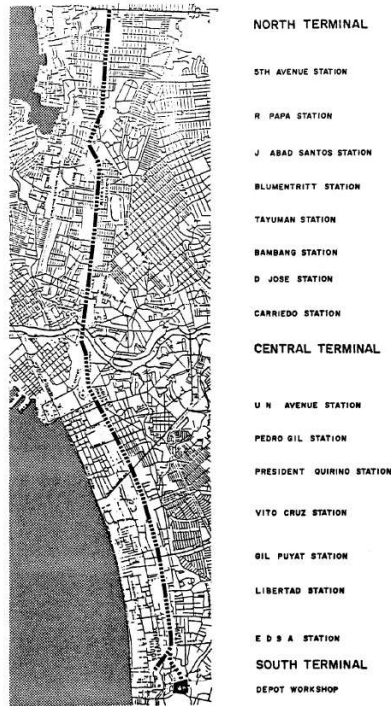 NORTH TERMINAL
5TH AVENUE STATION
R PAPA STATION
J ABAD SANTOS STATION
BLUMENTRITT STATION
TAYUMAN STATION
BAMBANG STATION
D JOSE STATION
CARRIEDO STATION
CENTRAL TERMINAL
U N AVENUE STATION
PEDRO GIL STATION
PRESIDENT QUIRINO STATION
VITO CRUZ STATION
GIL PUYAT STATION
LIBERTAD STATION
E D S A STATION
SOUTH TERMINAL
DEPOT WORKSHOP